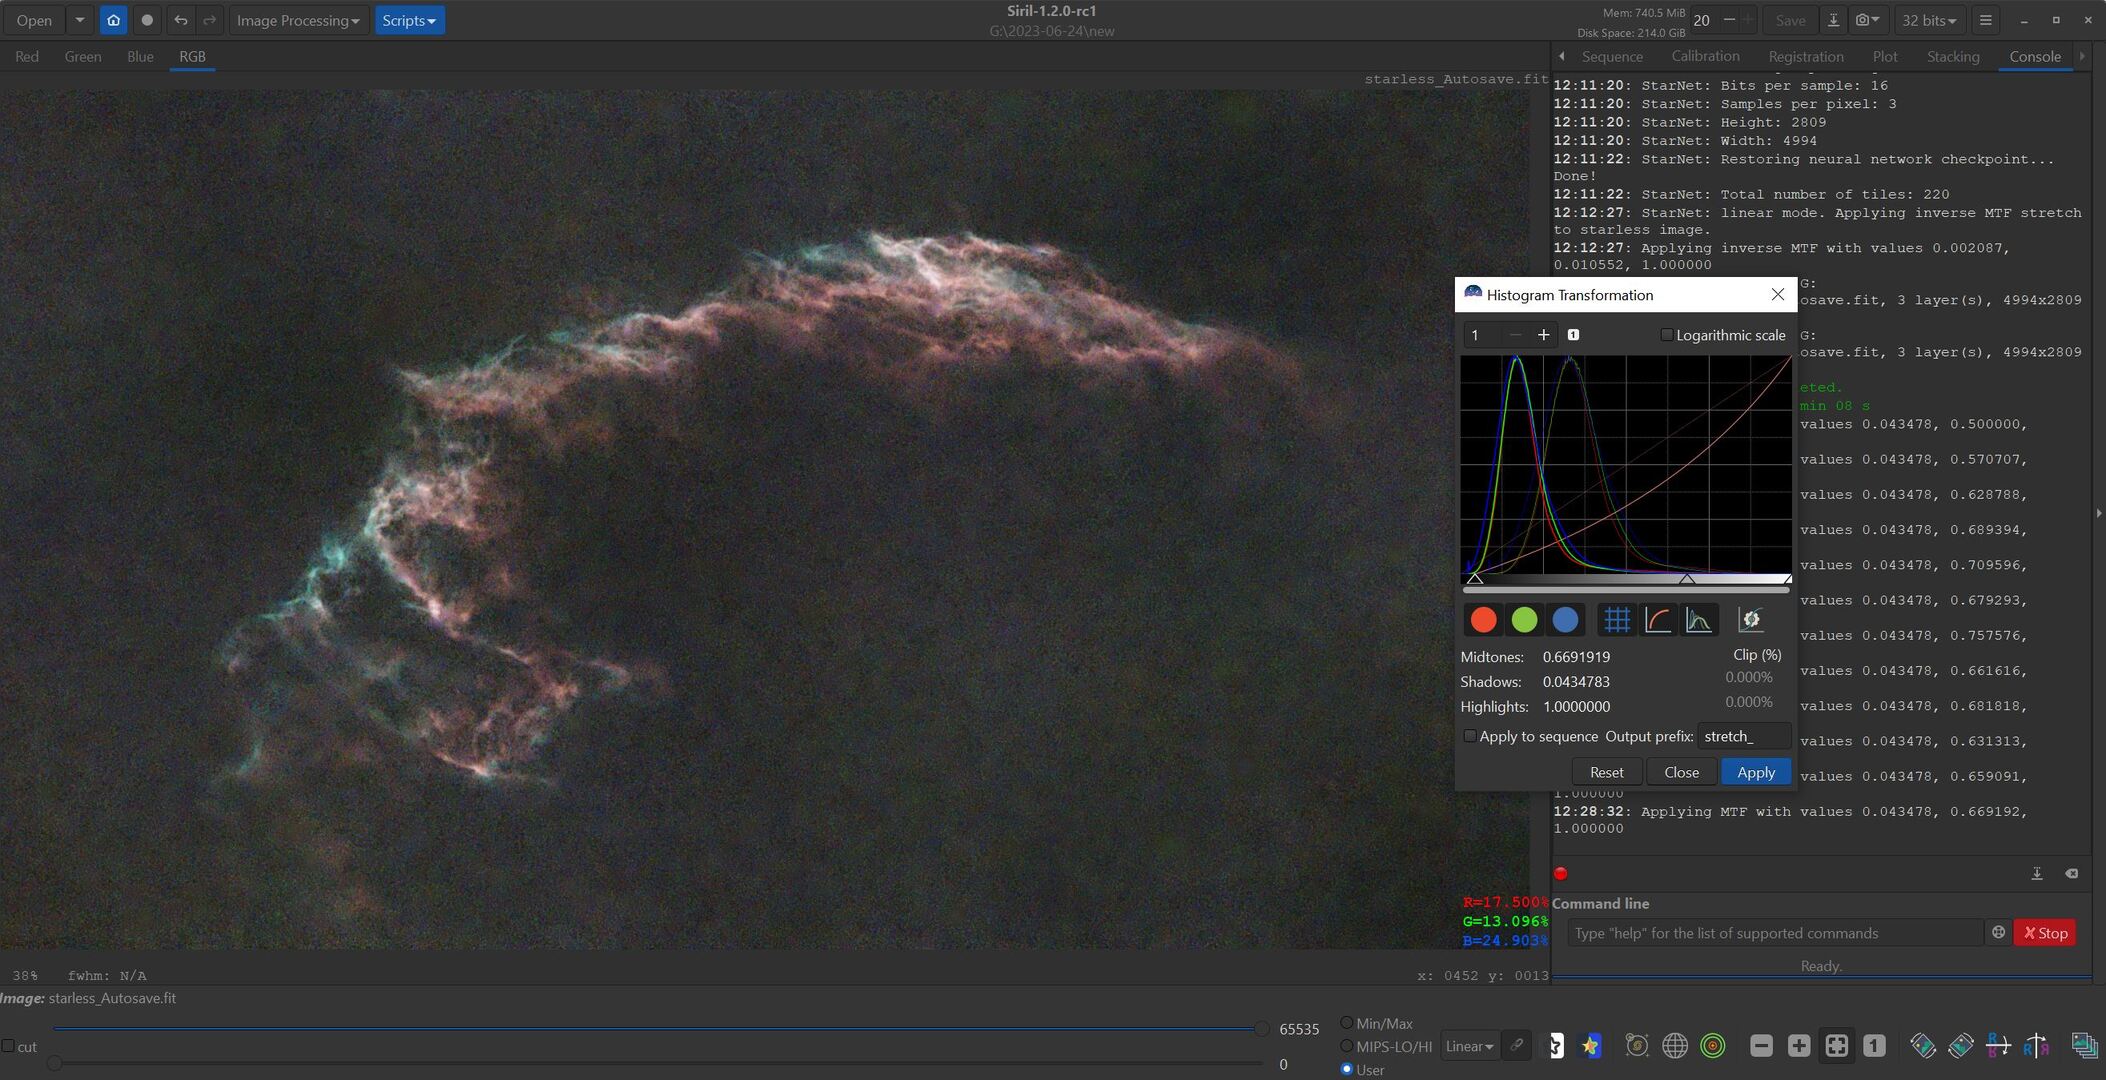 Open
Image Processing
Scripts
Siril-1.2.0-rc1
G:\2023-06-24\new
Mem: 740.5 MiB
Disk Space: 214.0 GiB
20
Save
32 bits
Red Green Blue RGB
Sequence Calibration Registration Plot Stacking Console
starless_Autosave.fit
12:11:20: StarNet: Bits per sample: 16
12:11:20: StarNet: Samples per pixel: 3
12:11:20: StarNet: Height: 2809
12:11:20: StarNet: Width: 4994
12:11:22: StarNet: Restoring neural network checkpoint...
Done!
12:11:22: StarNet: Total number of tiles: 220
12:12:27: StarNet: linear mode. Applying inverse MTF stretch
to starless image.
12:12:27: Applying inverse MTF with values 0.002087,
0.010552, 1.000000
G:
osave.fit, 3 layer(s), 4994x2809
G:
osave.fit, 3 layer(s), 4994x2809
eted.
min 08 s
values 0.043478, 0.500000,
values 0.043478, 0.570707,
values 0.043478, 0.628788,
values 0.043478, 0.689394,
values 0.043478, 0.709596,
values 0.043478, 0.679293,
values 0.043478, 0.757576,
values 0.043478, 0.661616,
values 0.043478, 0.681818,
values 0.043478, 0.631313,
values 0.043478, 0.659091,
1.000000
12:28:32: Applying MTF with values 0.043478, 0.669192,
1.000000
Histogram Transformation
1
1
Logarithmic scale
Midtones: 0.6691919
Clip (%)
Shadows: 0.0434783
0.000%
Highlights: 1.0000000
0.000%
Apply to sequence Output prefix: stretch_
Reset Close Apply
R=17.500%
G=13.096%
B=24.903%
Command line
Type "help" for the list of supported commands
Stop
Ready.
38% fwhm: N/A
x: 0452 y: 0013
Image: starless_Autosave.fit
65535
cut
0
Min/Max
MIPS-LO/HI
User
Linear
1